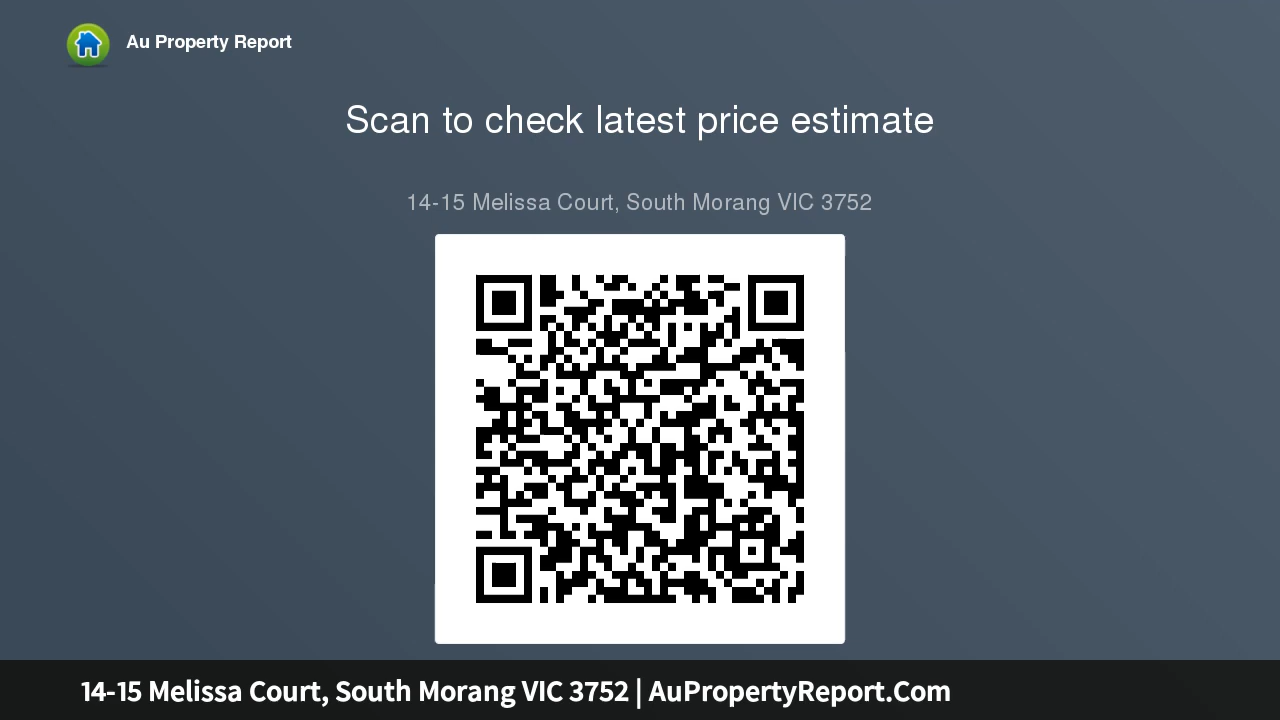 Au Property Report
Scan to check latest price estimate
14-15 Melissa Court, South Morang VIC 3752
14-15 Melissa Court, South Morang VIC 3752 | AuPropertyReport.Com